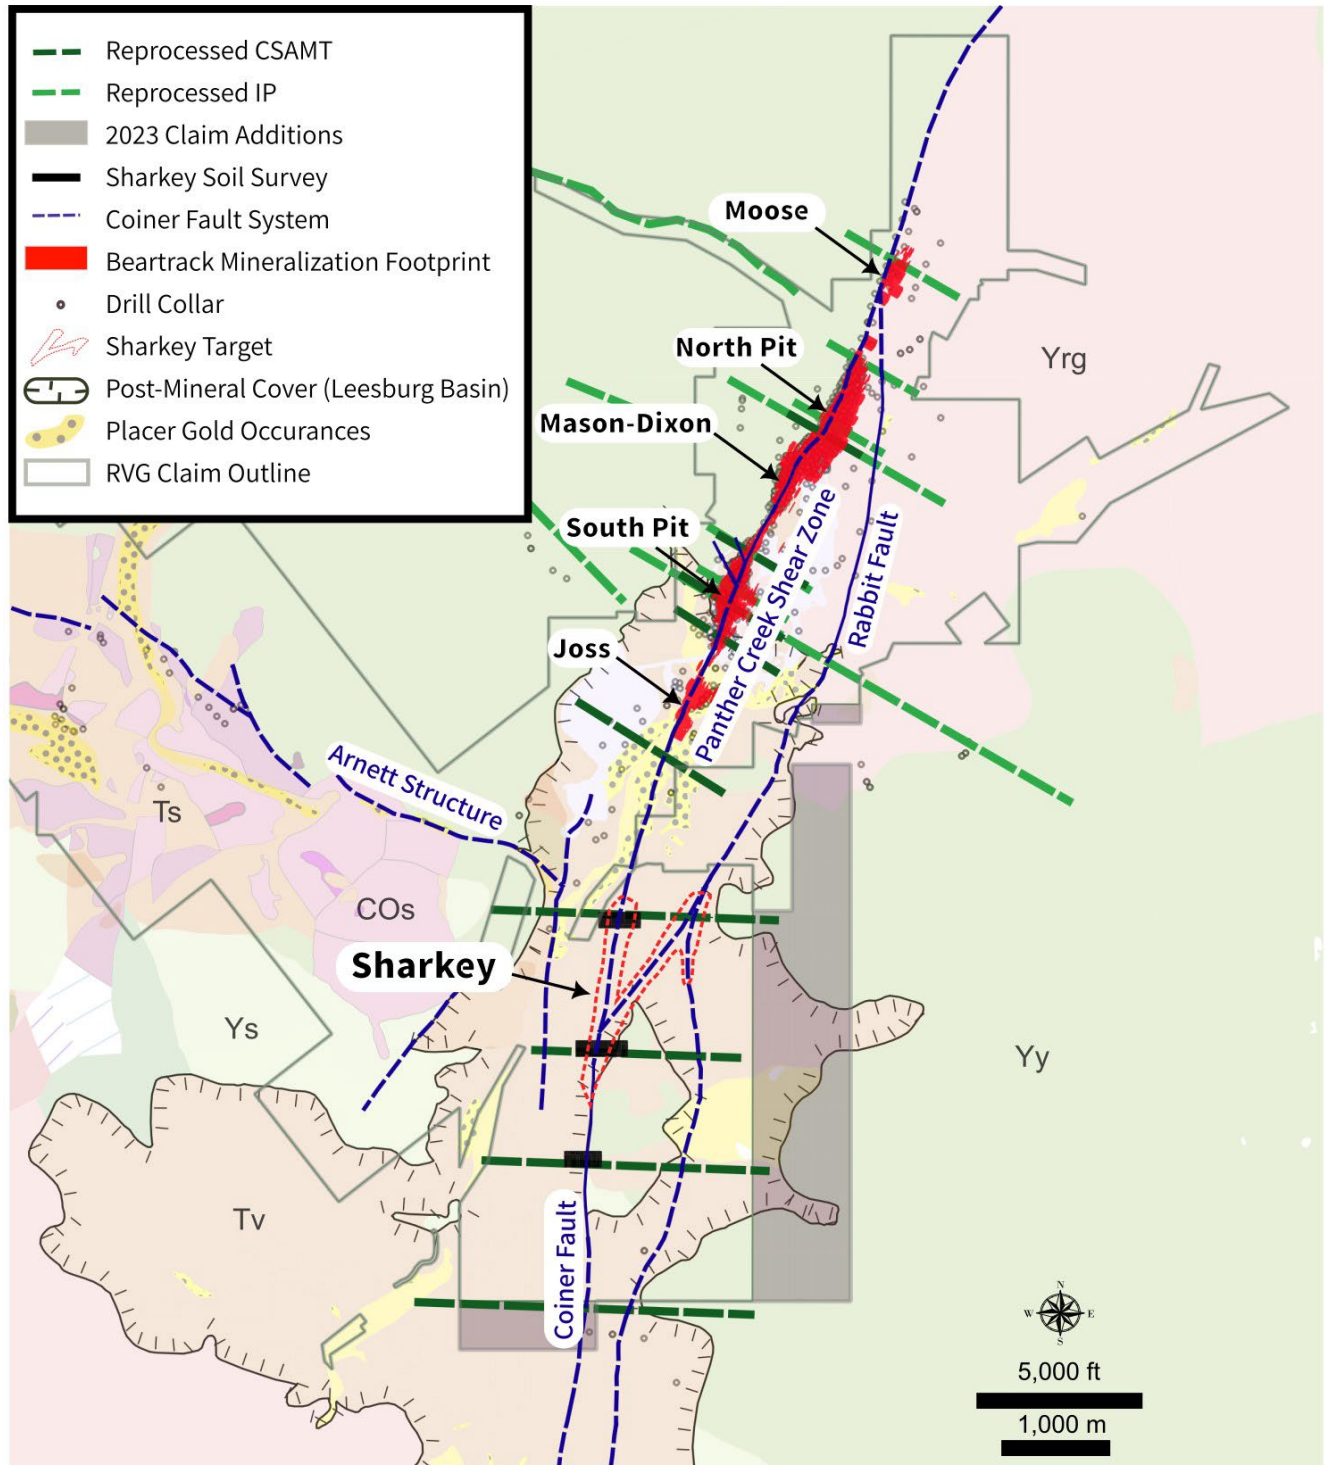 Reprocessed CSAMT
Reprocessed IP
2023 Claim Additions
Sharkey Soil Survey
Coiner Fault System
Beartrack Mineralization Footprint
Drill Collar
Sharkey Target
Post-Mineral Cover (Leesburg Basin)
Placer Gold Occurances
RVG Claim Outline
Moose
North Pit
Yrg
Mason-Dixon
South Pit
Panther Creek Shear Zone
Rabbit Fault
Joss
Arnett Structure
Ts
COs
Sharkey
Ys
Yy
Tv
Coiner Fault
N
W
E
S
5,000 ft
1,000 m